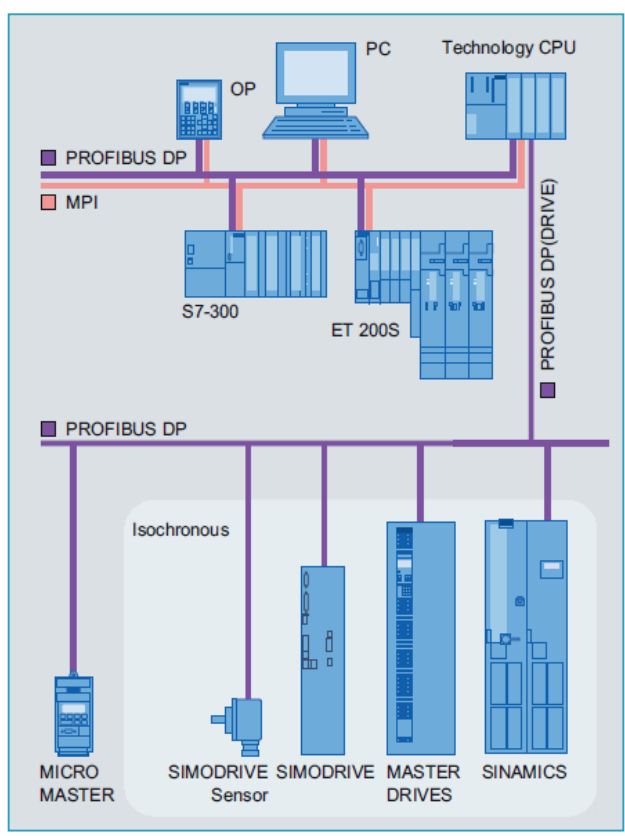 PC
Technology CPU
OP
PROFIBUS DP
MPI
PROFIBUS DP(DRIVE)
S7-300
ET 200S
PROFIBUS DP
Isochronous
MICRO
MASTER
SIMODRIVE
Sensor
SIMODRIVE
MASTER
DRIVES
SINAMICS